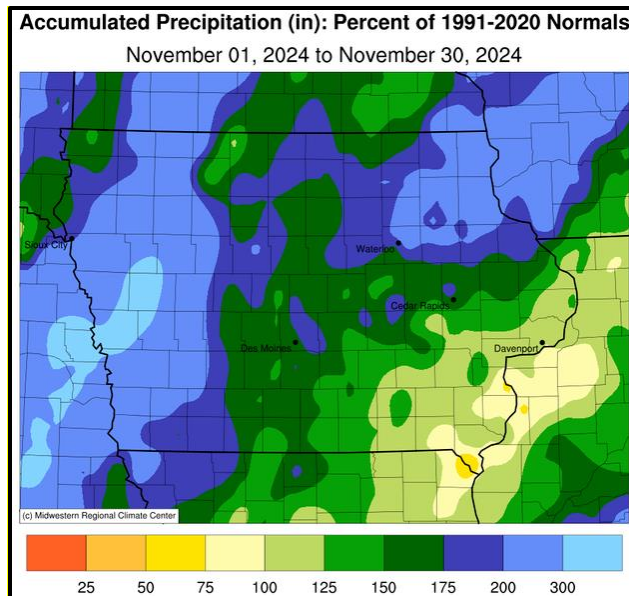 Accumulated Precipitation (in): Percent of 1991-2020 Normals
November 01, 2024 to November 30, 2024
Sioux City
Waterloo
Cedar Rapids
Des Moines
Davenport
(c) Midwestern Regional Climate Center
25 50 75 100 125 150 175 200 300